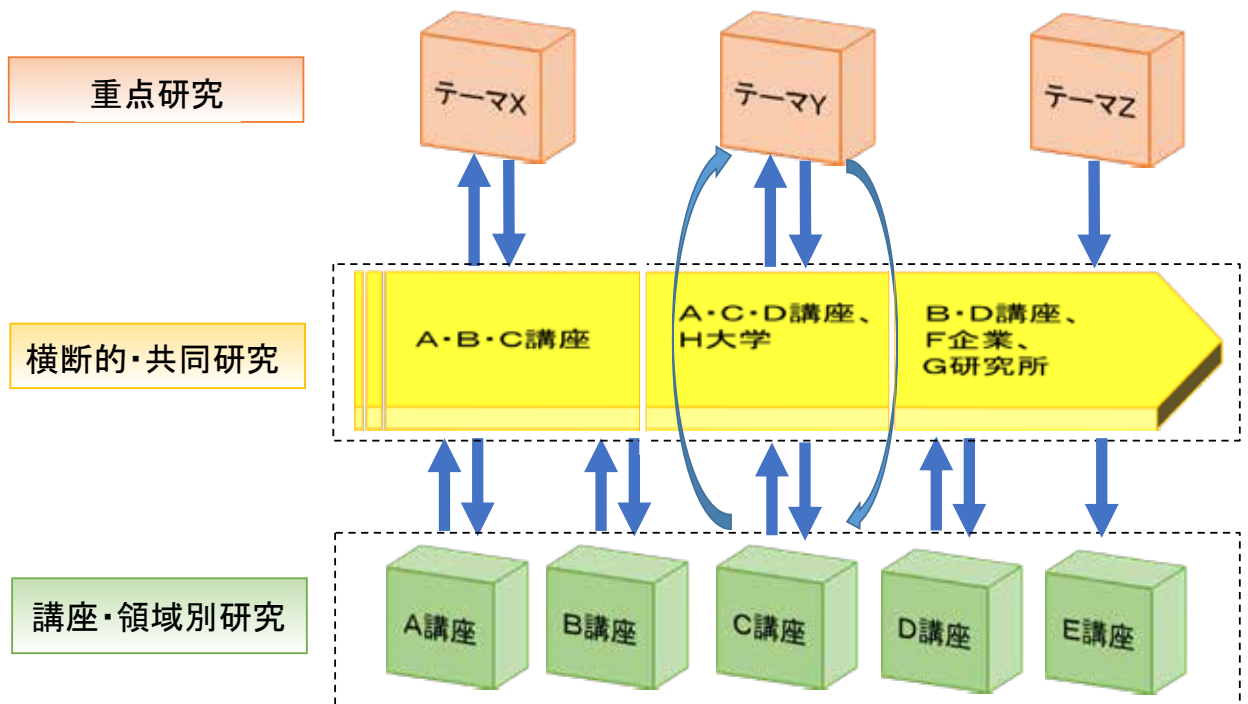 重点研究
テーマX
テーマY
テーマZ
横断的・共同研究
A・B・C講座
A・C・D講座、
H大学
B・D講座、
F企業、
G研究所
講座・領域別研究
A講座
B講座
C講座
D講座
E講座